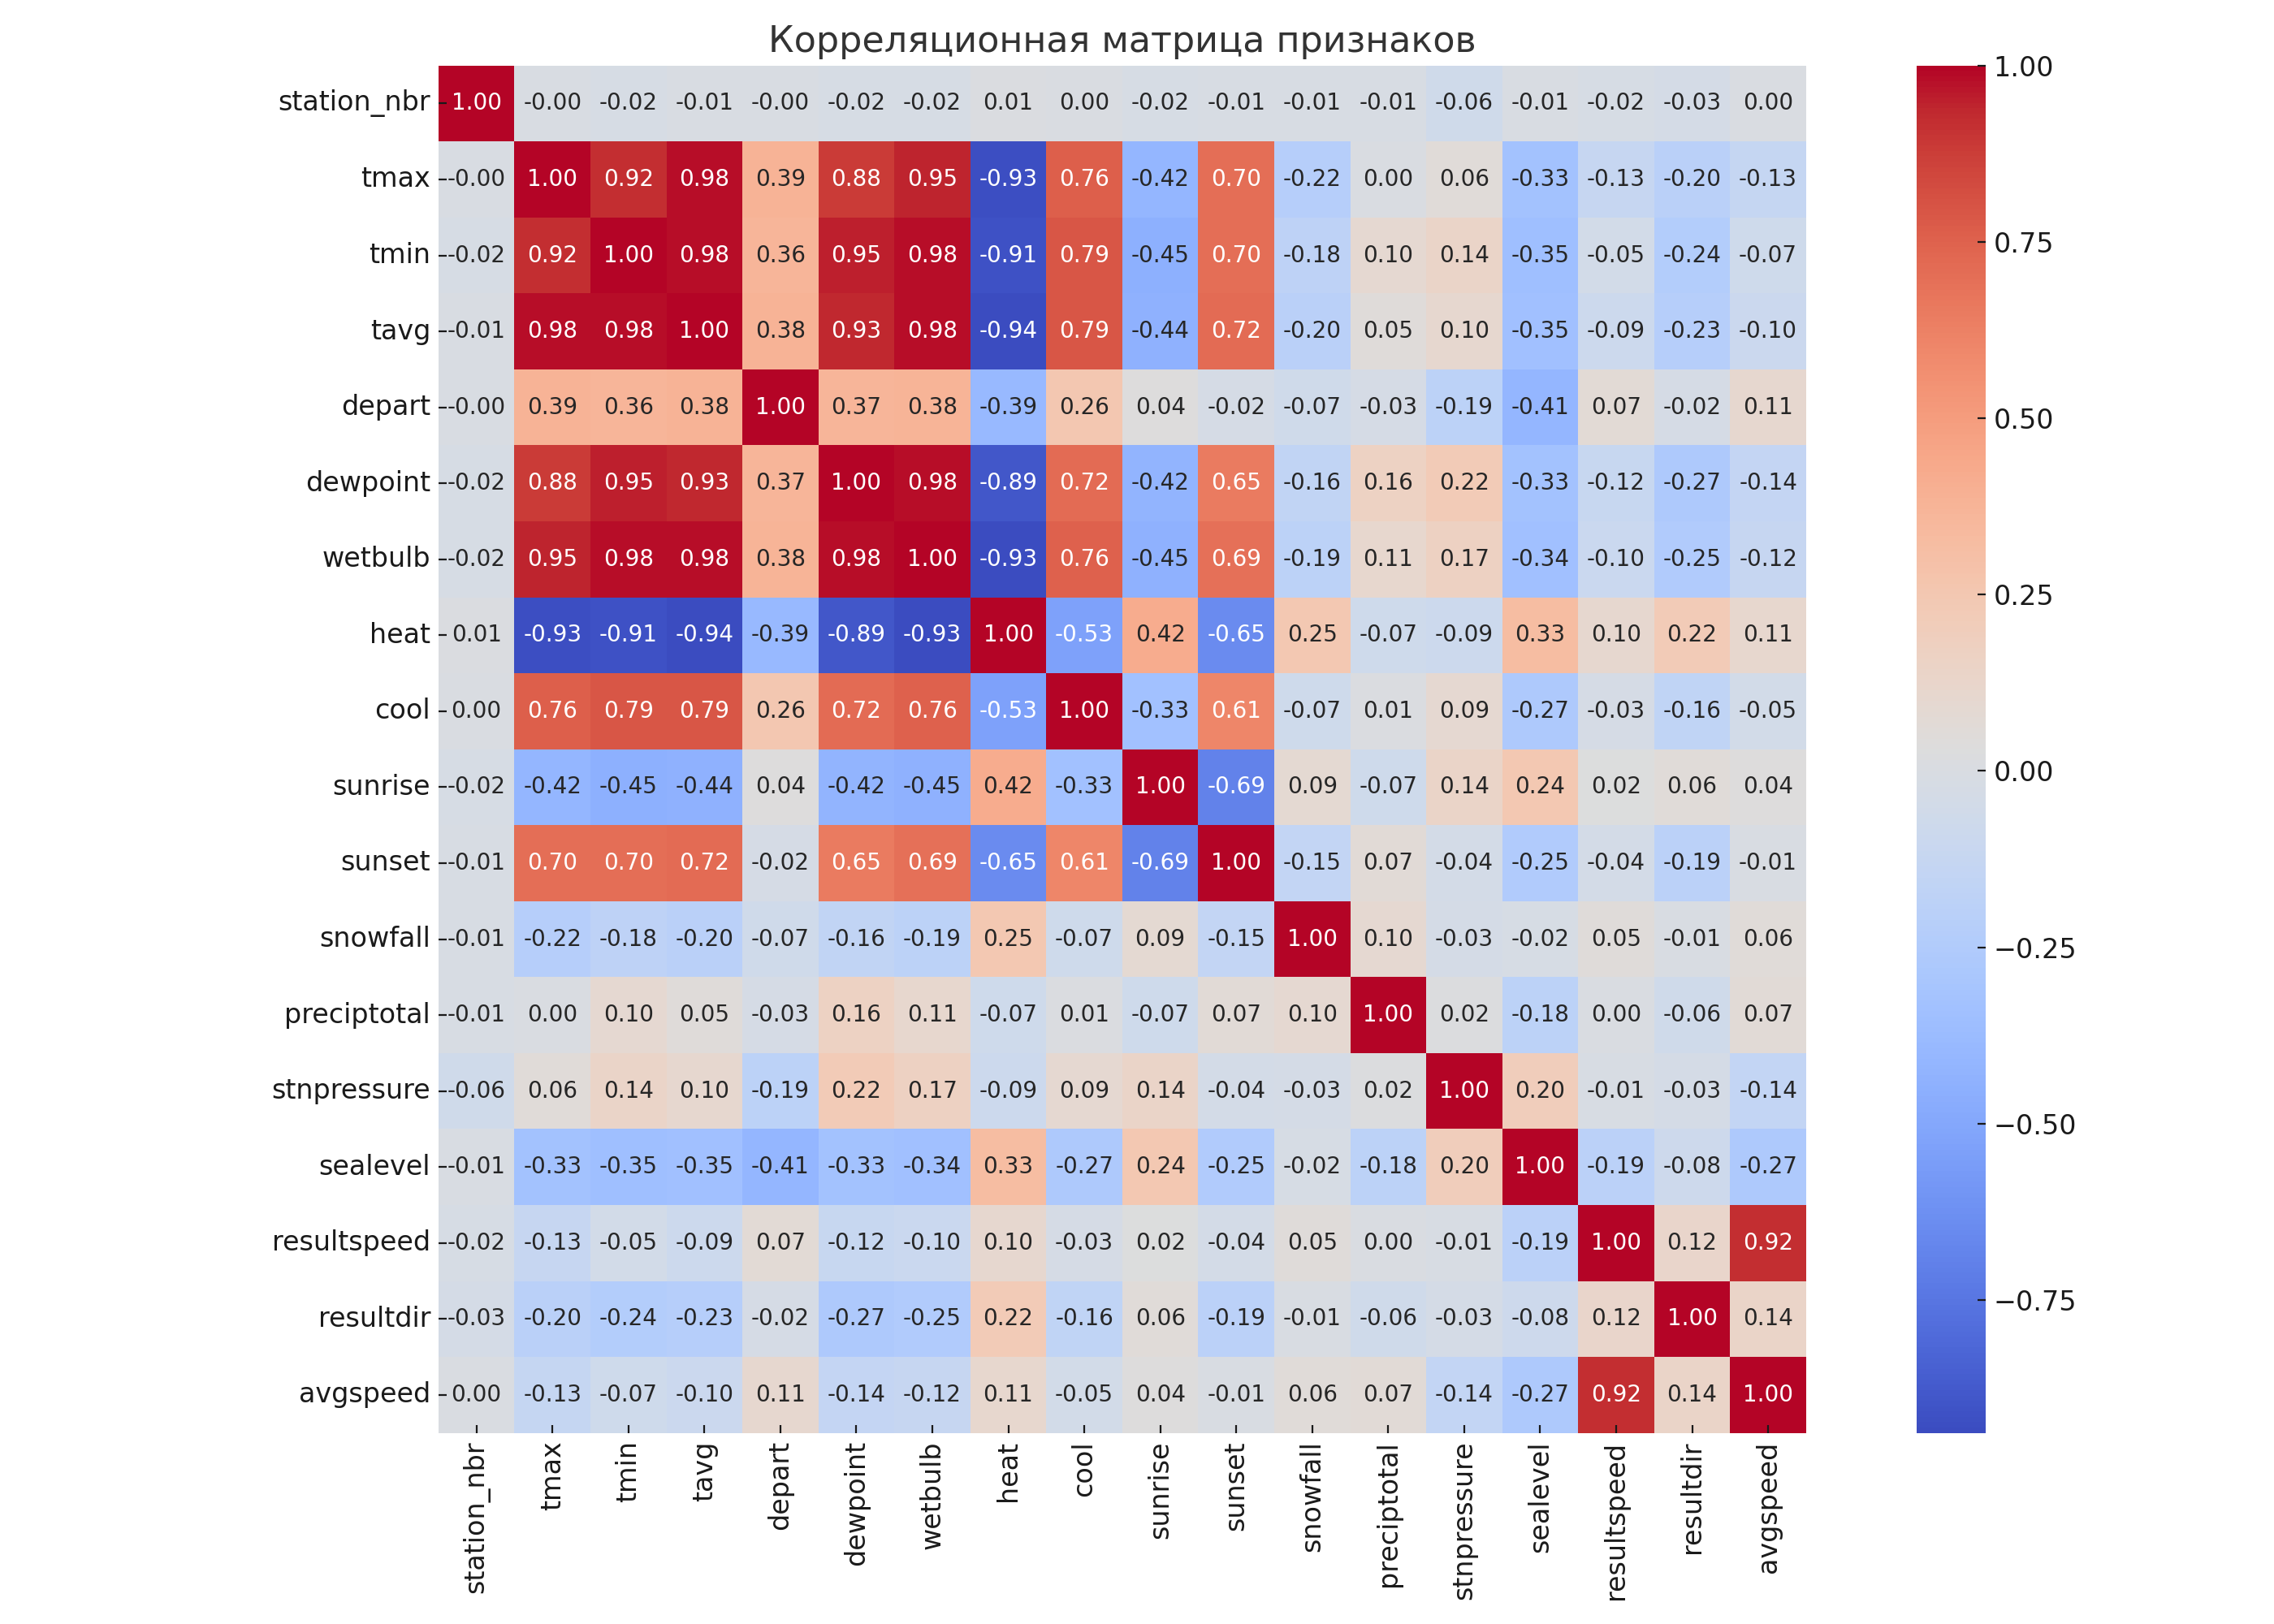 Корреляционная матрица признаков
station_nbr 1.00 -0.00 -0.02 -0.01 -0.00 -0.02 -0.02 0.01 0.00 -0.02 -0.01 -0.01 -0.01 -0.06 -0.01 -0.02 -0.03 0.00
tmax -0.00 1.00 0.92 0.98 0.39 0.88 0.95 -0.93 0.76 -0.42 0.70 -0.22 0.00 0.06 -0.33 -0.13 -0.20 -0.13
tmin -0.02 0.92 1.00 0.98 0.36 0.95 0.98 -0.91 0.79 -0.45 0.70 -0.18 0.10 0.14 -0.35 -0.05 -0.24 -0.07
tavg -0.01 0.98 0.98 1.00 0.38 0.93 0.98 -0.94 0.79 -0.44 0.72 -0.20 0.05 0.10 -0.35 -0.09 -0.23 -0.10
depart -0.00 0.39 0.36 0.38 1.00 0.37 0.38 -0.39 0.26 0.04 -0.02 -0.07 -0.03 -0.19 -0.41 0.07 -0.02 0.11
dewpoint -0.02 0.88 0.95 0.93 0.37 1.00 0.98 -0.89 0.72 -0.42 0.65 -0.16 0.16 0.22 -0.33 -0.12 -0.27 -0.14
wetbulb -0.02 0.95 0.98 0.98 0.38 0.98 1.00 -0.93 0.76 -0.45 0.69 -0.19 0.11 0.17 -0.34 -0.10 -0.25 -0.12
heat 0.01 -0.93 -0.91 -0.94 -0.39 -0.89 -0.93 1.00 -0.53 0.42 -0.65 0.25 -0.07 -0.09 0.33 0.10 0.22 0.11
cool 0.00 0.76 0.79 0.79 0.26 0.72 0.76 -0.53 1.00 -0.33 0.61 -0.07 0.01 0.09 -0.27 -0.03 -0.16 -0.05
sunrise -0.02 -0.42 -0.45 -0.44 0.04 -0.42 -0.45 0.42 -0.33 1.00 -0.69 0.09 -0.07 0.14 0.24 0.02 0.06 0.04
sunset -0.01 0.70 0.70 0.72 -0.02 0.65 0.69 -0.65 0.61 -0.69 1.00 -0.15 0.07 -0.04 -0.25 -0.04 -0.19 -0.01
snowfall -0.01 -0.22 -0.18 -0.20 -0.07 -0.16 -0.19 0.25 -0.07 0.09 -0.15 1.00 0.10 -0.03 -0.02 0.05 -0.01 0.06
preciptotal -0.01 0.00 0.10 0.05 -0.03 0.16 0.11 -0.07 0.01 -0.07 0.07 0.10 1.00 0.02 -0.18 0.00 -0.06 0.07
stnpressure -0.06 0.06 0.14 0.10 -0.19 0.22 0.17 -0.09 0.09 0.14 -0.04 -0.03 0.02 1.00 0.20 -0.01 -0.03 -0.14
sealevel -0.01 -0.33 -0.35 -0.35 -0.41 -0.33 -0.34 0.33 -0.27 0.24 -0.25 -0.02 -0.18 0.20 1.00 -0.19 -0.08 -0.27
resultspeed -0.02 -0.13 -0.05 -0.09 0.07 -0.12 -0.10 0.10 -0.03 0.02 -0.04 0.05 0.00 -0.01 -0.19 1.00 0.12 0.92
resultdir -0.03 -0.20 -0.24 -0.23 -0.02 -0.27 -0.25 0.22 -0.16 0.06 -0.19 -0.01 -0.06 -0.03 -0.08 0.12 1.00 0.14
avgspeed 0.00 -0.13 -0.07 -0.10 0.11 -0.14 -0.12 0.11 -0.05 0.04 -0.01 0.06 0.07 -0.14 -0.27 0.92 0.14 1.00
station_nbr tmax tmin tavg depart dewpoint wetbulb heat cool sunrise sunset snowfall preciptotal stnpressure sealevel resultspeed resultdir avgspeed
1.00
0.75
0.50
0.25
0.00
−0.25
−0.50
−0.75